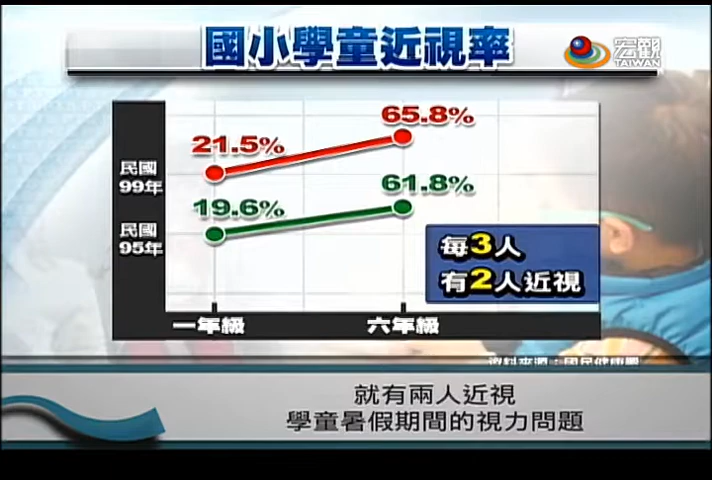 國小學童近視率
宏觀
TAIWAN
65.8%
21.5%
民國
99年
61.8%
19.6%
民國
95年
每3人
有2人近視
一年級
六年級
就有兩人近視
學童暑假期間的視力問題